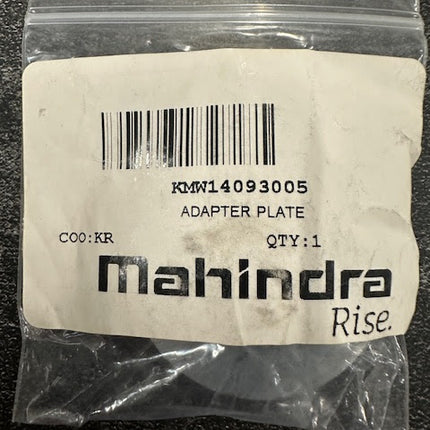 KMW14093005
ADAPTER PLATE
COO:KR QTY:1
Mahindra
Rise.